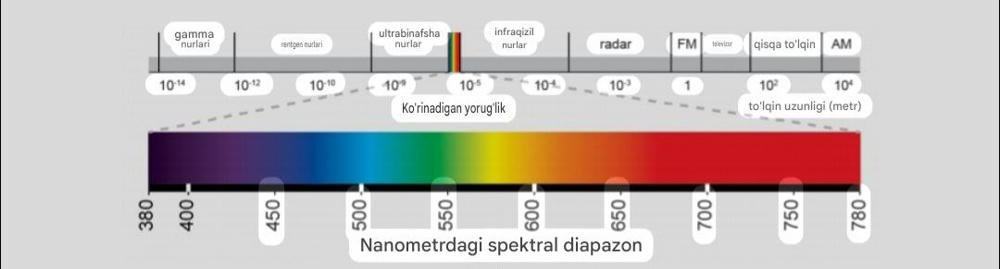 gamma nurlari
rentgen nurlari
ultrabinafsha nurlar
infraqizil nurlar
radar
FM
televizor
qisqa to'lqin
AM
10⁻¹⁴ 10⁻¹² 10⁻¹⁰ 10⁻⁹ 10⁻⁵ 10⁻⁴ 10⁻³ 1 10² 10⁴
Ko'rinadigan yorug'lik
to'lqin uzunligi (metr)
380 400 450 500 550 600 650 700 750 780
Nanometrdagi spektral diapazon